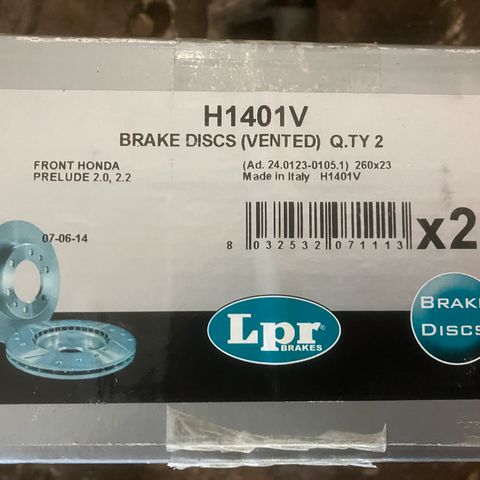 H1401V
BRAKE DISCS (VENTED) Q.TY 2
FRONT HONDA
PRELUDE 2.0, 2.2
(Ad. 24.0123-0105.1) 260x23
Made in Italy H1401V
07-06-14
8 032532 071113
x2
Lpr
BRAKES
BRAKE
DISCS